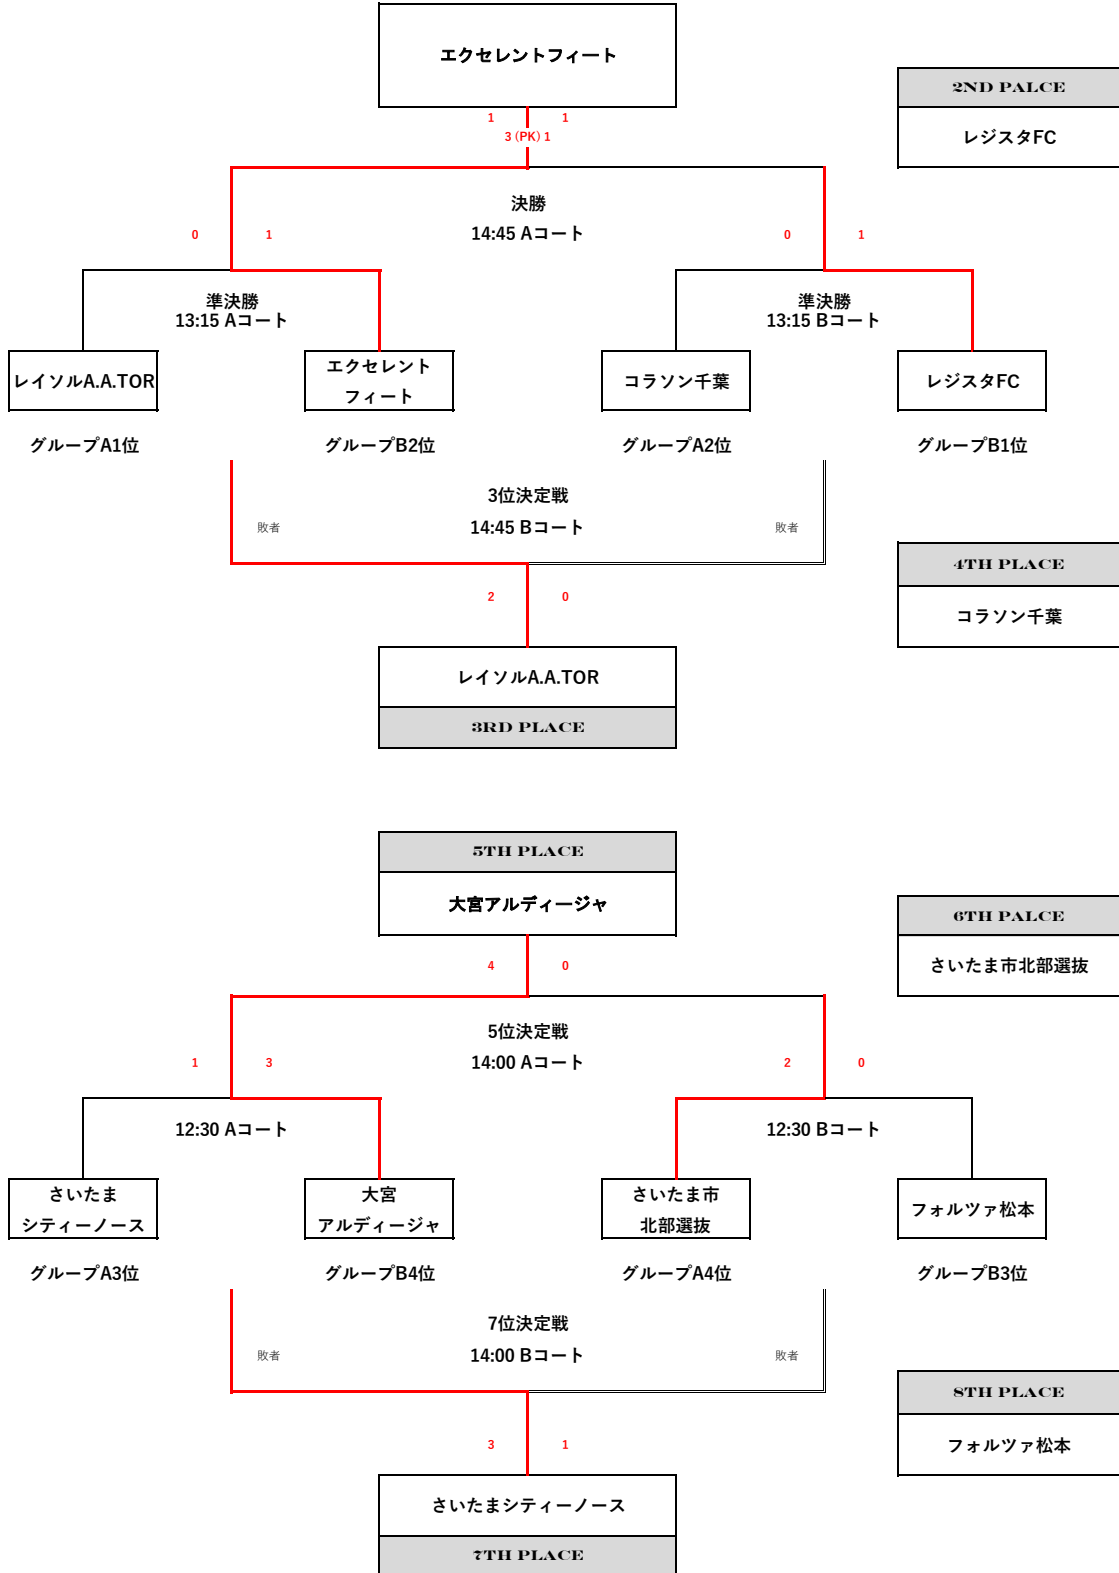 エクセレントフィート
2ND PALCE
レジスタFC
1 1
3 (PK) 1
決勝
14:45 Aコート
0 1
0 1
準決勝
13:15 Aコート
準決勝
13:15 Bコート
レイソルA.A.TOR
エクセレント
フィート
コラソン千葉
レジスタFC
グループA1位
グループB2位
グループA2位
グループB1位
3位決定戦
14:45 Bコート
敗者
敗者
4TH PLACE
コラソン千葉
2 0
レイソルA.A.TOR
3RD PLACE
5TH PLACE
大宮アルディージャ
6TH PALCE
さいたま市北部選抜
4 0
5位決定戦
14:00 Aコート
1 3
2 0
12:30 Aコート
12:30 Bコート
さいたま
シティーノース
大宮
アルディージャ
さいたま市
北部選抜
フォルツァ松本
グループA3位
グループB4位
グループA4位
グループB3位
7位決定戦
14:00 Bコート
敗者
敗者
8TH PLACE
フォルツァ松本
3 1
さいたまシティーノース
7TH PLACE